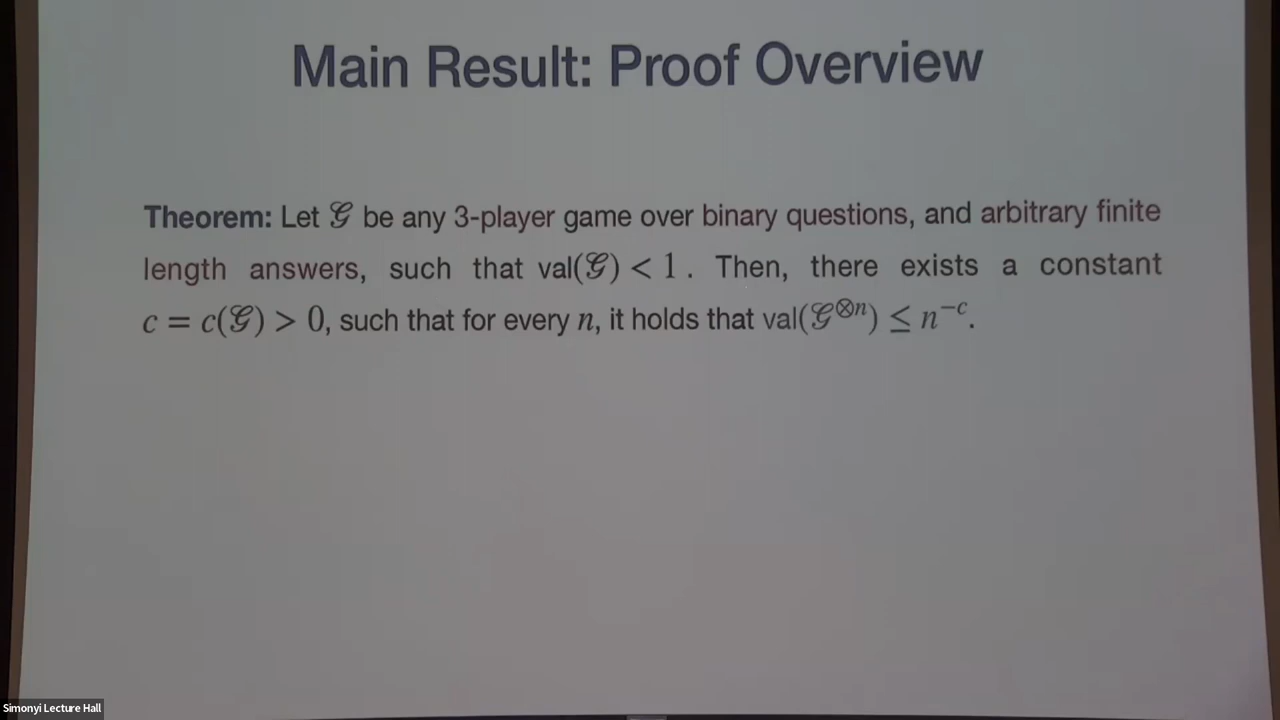 Main Result: Proof Overview
Theorem: Let 𝒢 be any 3-player game over binary questions, and arbitrary finite
length answers, such that val(𝒢) < 1. Then, there exists a constant
c = c(𝒢) > 0, such that for every n, it holds that val(𝒢⊗ⁿ) ≤ n⁻ᶜ.
Simonyi Lecture Hall